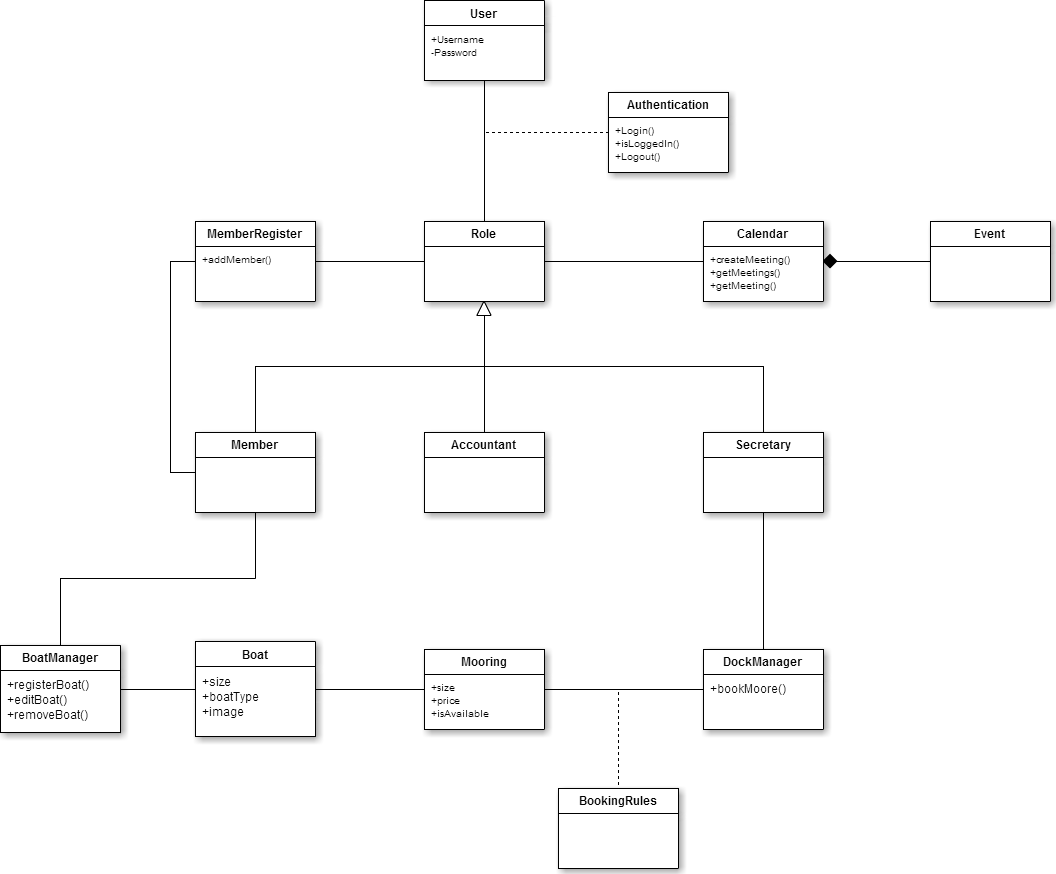 User
+Username
-Password
Authentication
+Login()
+isLoggedIn()
+Logout()
MemberRegister
+addMember()
Role
Calendar
+createMeeting()
+getMeetings()
+getMeeting()
Event
Member
Accountant
Secretary
BoatManager
+registerBoat()
+editBoat()
+removeBoat()
Boat
+size
+boatType
+image
Mooring
+size
+price
+isAvailable
DockManager
+bookMoore()
BookingRules